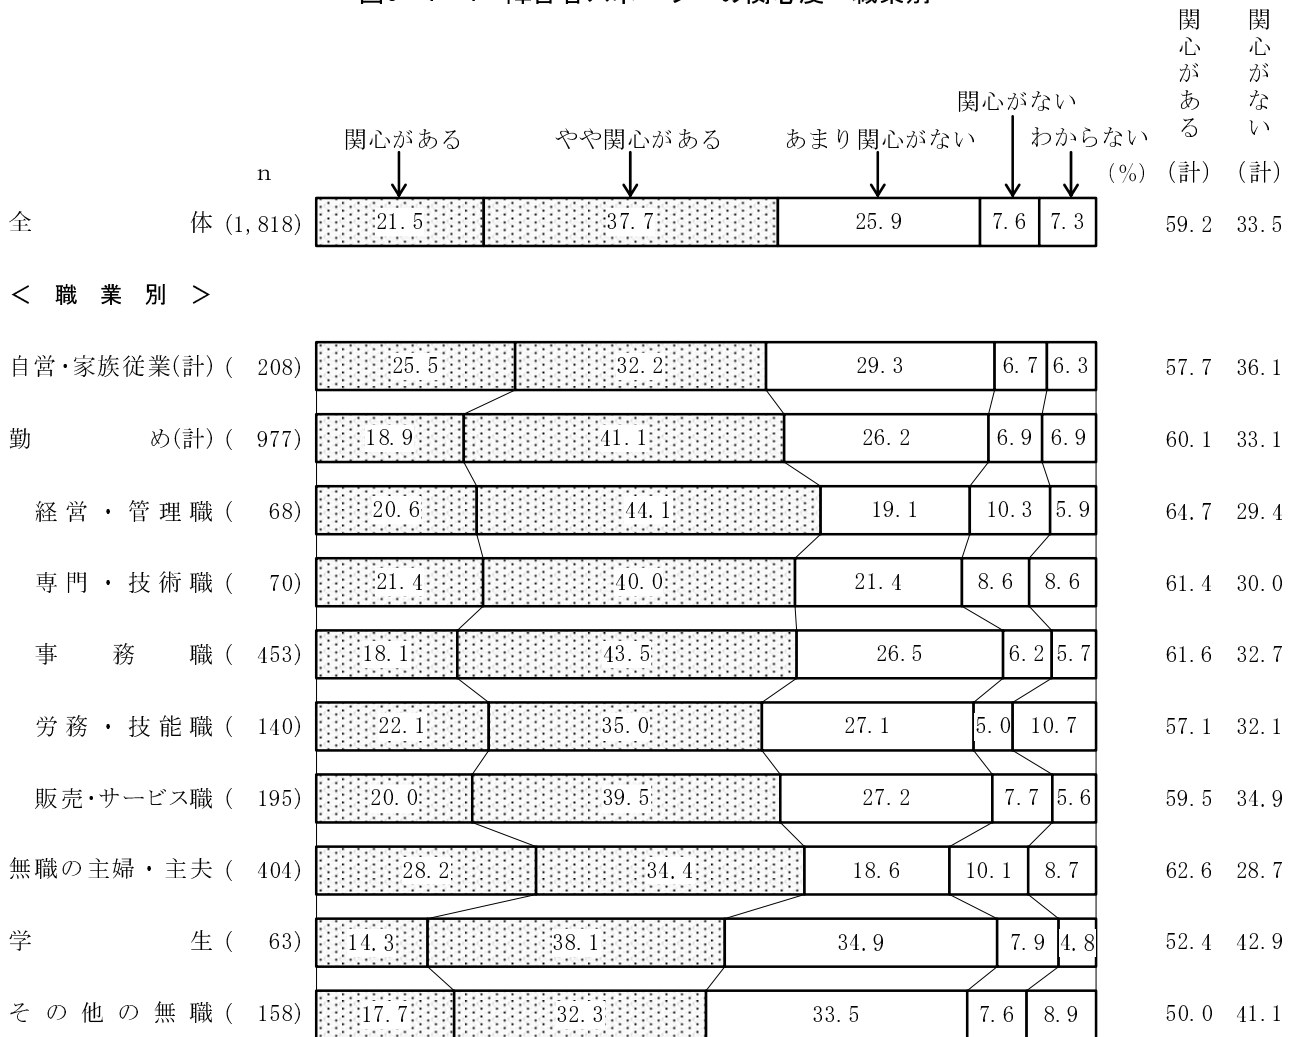 関心がある 関心がない
関心がない
関心がある やや関心がある あまり関心がない わからない
n (%) (計) (計)
全体 (1,818) 21.5 37.7 25.9 7.6 7.3 59.2 33.5
＜ 職 業 別 ＞
自営・家族従業(計) ( 208) 25.5 32.2 29.3 6.7 6.3 57.7 36.1
勤め(計) ( 977) 18.9 41.1 26.2 6.9 6.9 60.1 33.1
経営・管理職 ( 68) 20.6 44.1 19.1 10.3 5.9 64.7 29.4
専門・技術職 ( 70) 21.4 40.0 21.4 8.6 8.6 61.4 30.0
事務職 ( 453) 18.1 43.5 26.5 6.2 5.7 61.6 32.7
労務・技能職 ( 140) 22.1 35.0 27.1 5.0 10.7 57.1 32.1
販売・サービス職 ( 195) 20.0 39.5 27.2 7.7 5.6 59.5 34.9
無職の主婦・主夫 ( 404) 28.2 34.4 18.6 10.1 8.7 62.6 28.7
学生 ( 63) 14.3 38.1 34.9 7.9 4.8 52.4 42.9
その他の無職 ( 158) 17.7 32.3 33.5 7.6 8.9 50.0 41.1